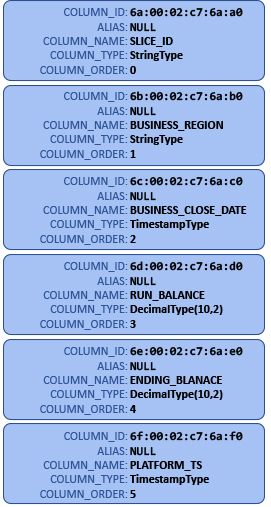 COLUMN_ID: 6a:00:02:c7:6a:a0
ALIAS: NULL
COLUMN_NAME: SLICE_ID
COLUMN_TYPE: StringType
COLUMN_ORDER: 0
COLUMN_ID: 6b:00:02:c7:6a:b0
ALIAS: NULL
COLUMN_NAME: BUSINESS_REGION
COLUMN_TYPE: StringType
COLUMN_ORDER: 1
COLUMN_ID: 6c:00:02:c7:6a:c0
ALIAS: NULL
COLUMN_NAME: BUSINESS_CLOSE_DATE
COLUMN_TYPE: TimestampType
COLUMN_ORDER: 2
COLUMN_ID: 6d:00:02:c7:6a:d0
ALIAS: NULL
COLUMN_NAME: RUN_BALANCE
COLUMN_TYPE: DecimalType(10,2)
COLUMN_ORDER: 3
COLUMN_ID: 6e:00:02:c7:6a:e0
ALIAS: NULL
COLUMN_NAME: ENDING_BLANACE
COLUMN_TYPE: DecimalType(10,2)
COLUMN_ORDER: 4
COLUMN_ID: 6f:00:02:c7:6a:f0
ALIAS: NULL
COLUMN_NAME: PLATFORM_TS
COLUMN_TYPE: TimestampType
COLUMN_ORDER: 5